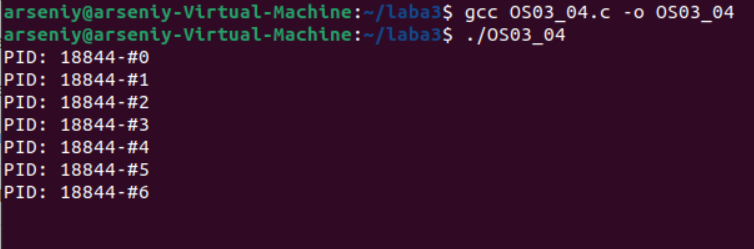 arseniy@arseniy-Virtual-Machine:~/laba3$ gcc OS03_04.c -o OS03_04
arseniy@arseniy-Virtual-Machine:~/laba3$ ./OS03_04
PID: 18844-#0
PID: 18844-#1
PID: 18844-#2
PID: 18844-#3
PID: 18844-#4
PID: 18844-#5
PID: 18844-#6